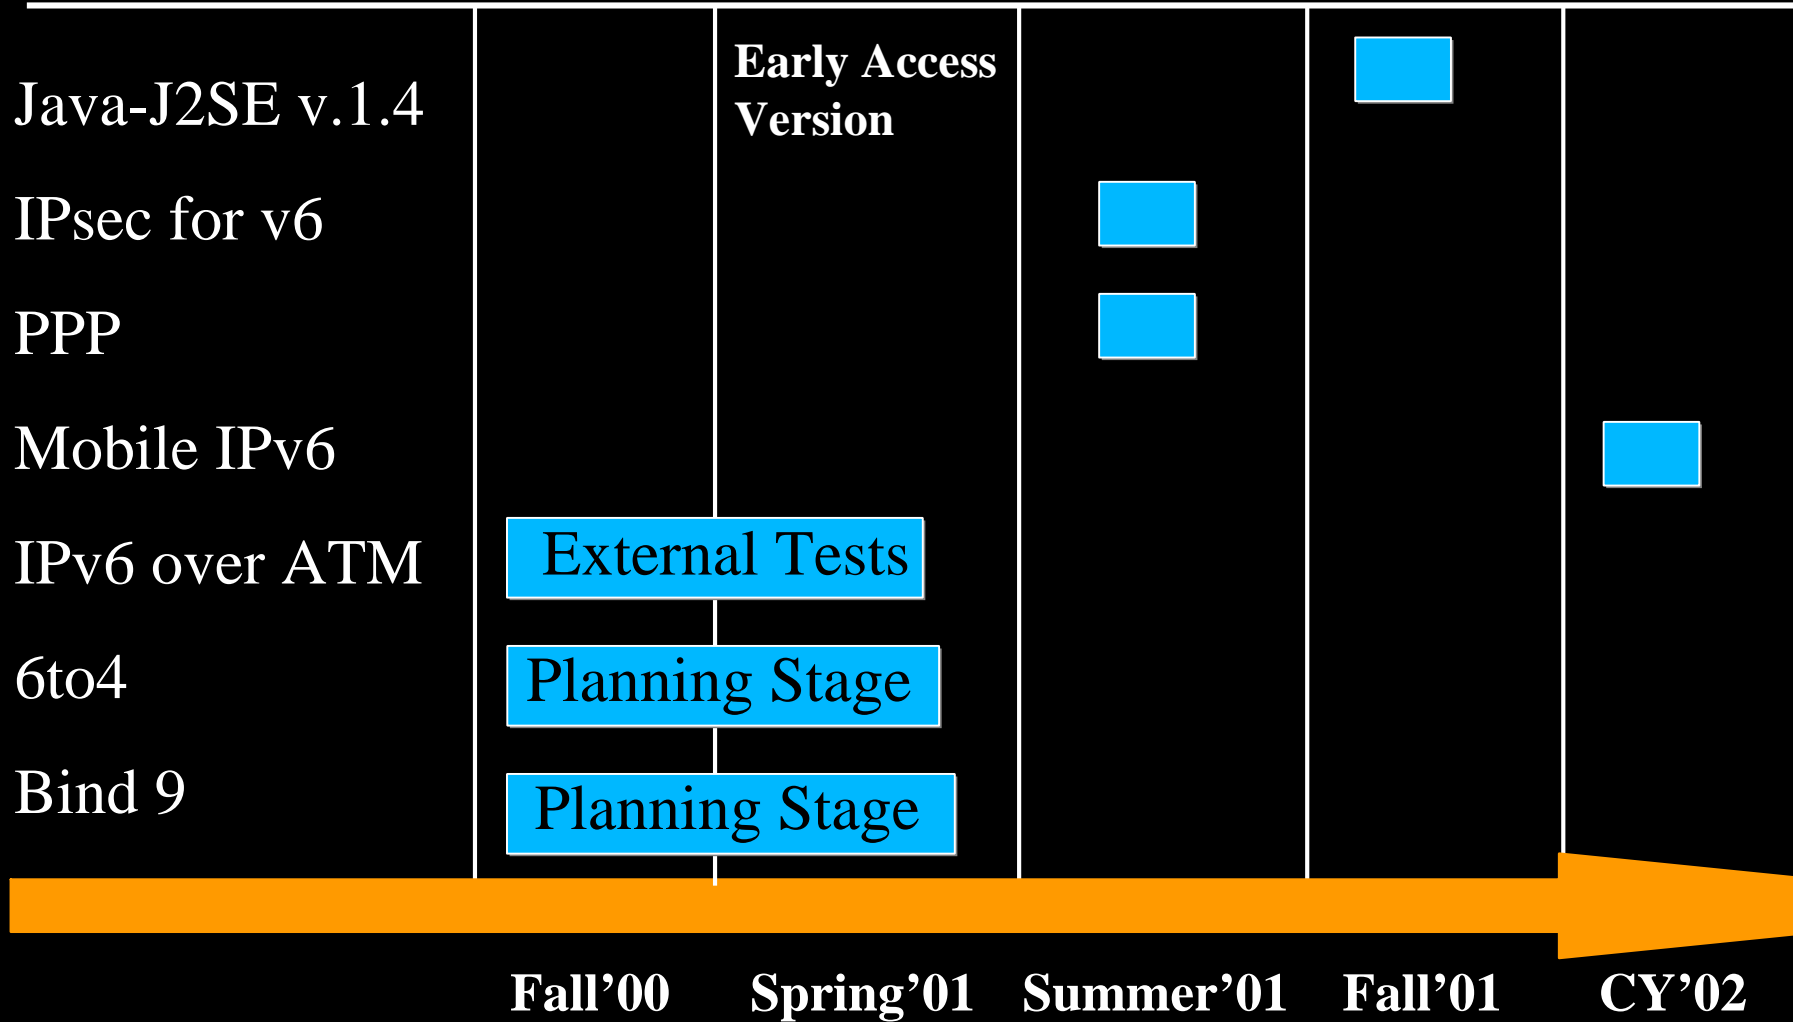 Java-J2SE v.1.4
Early Access
Version
IPsec for v6
PPP
Mobile IPv6
IPv6 over ATM
External Tests
6to4
Planning Stage
Bind 9
Planning Stage
Fall’00 Spring’01 Summer’01 Fall’01 CY’02